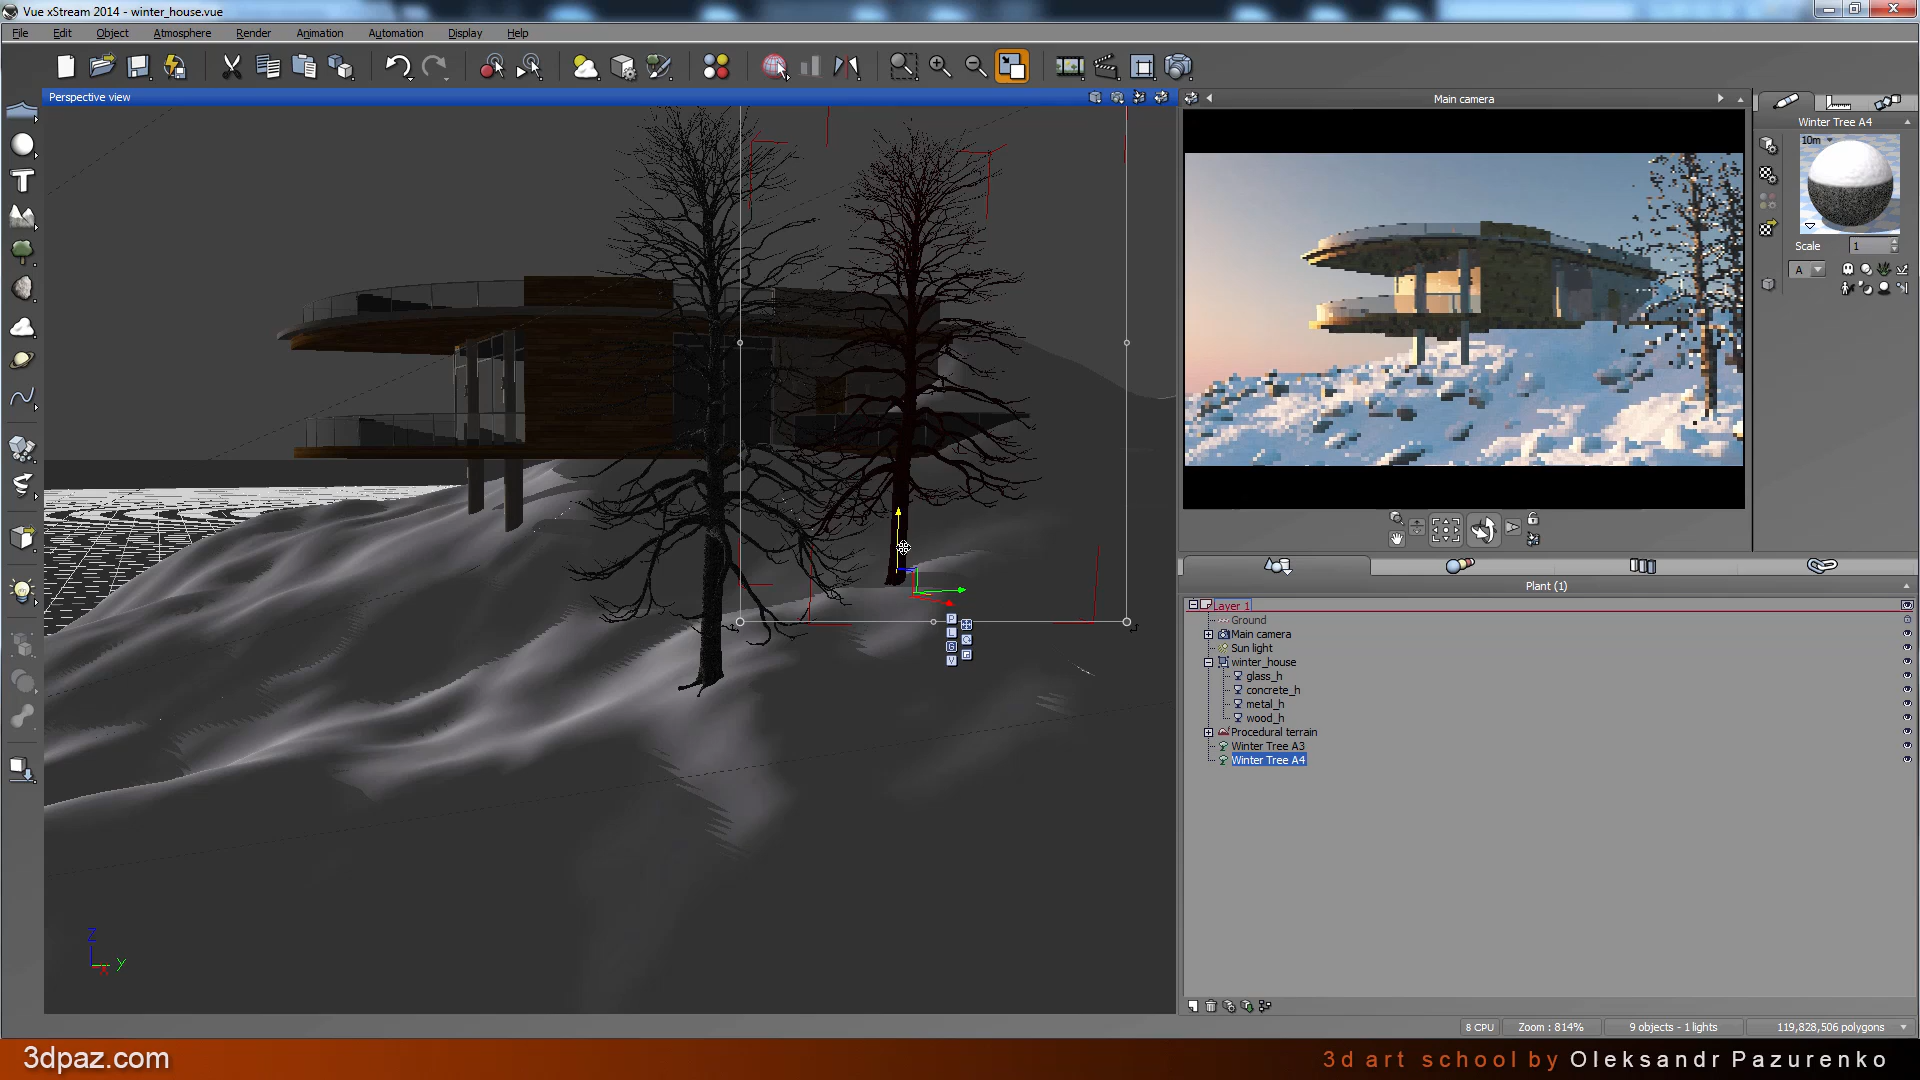 Vue xStream 2014 - winter_house.vue
File Edit Object Atmosphere Render Animation Automation Display Help
Perspective view
Main camera
Winter Tree A4
10m
Scale 1
A
Plant (1)
Layer 1
Ground
Main camera
Sun light
winter_house
glass_h
concrete_h
metal_h
wood_h
Procedural terrain
Winter Tree A3
Winter Tree A4
P
L
G
V
Z
X
y
8 CPU Zoom : 814% 9 objects - 1 lights 119,828,506 polygons
3dpaz.com
3d art school by Oleksandr Pazurenko